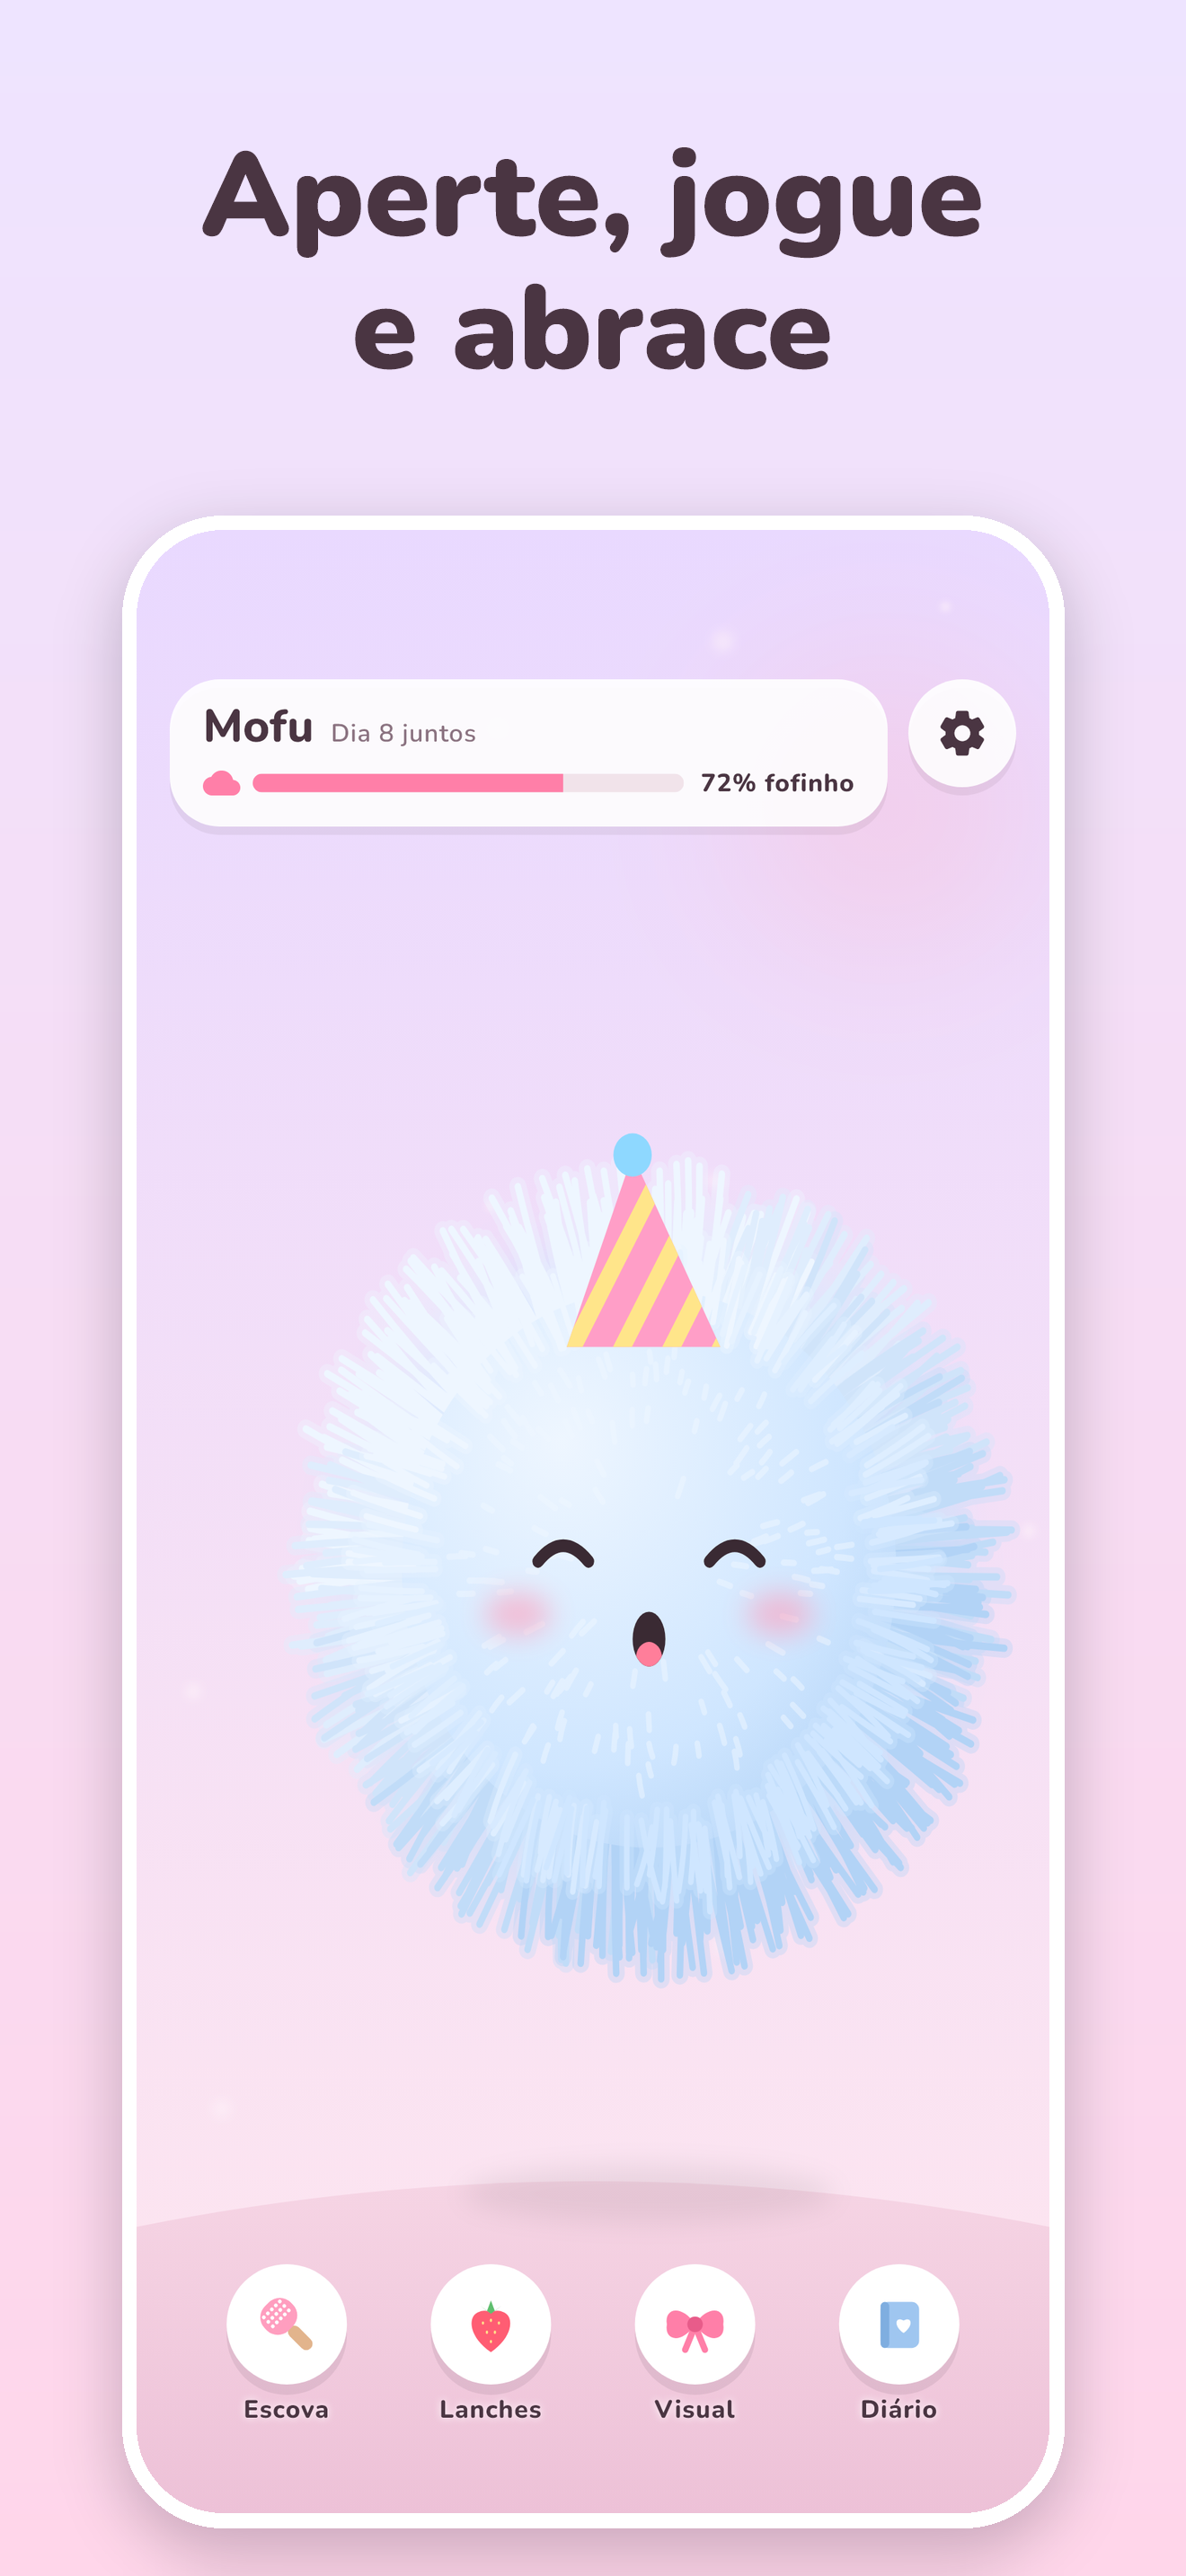 Aperte, jogue
e abrace
Mofu Dia 8 juntos
72% fofinho
Escova Lanches Visual Diário